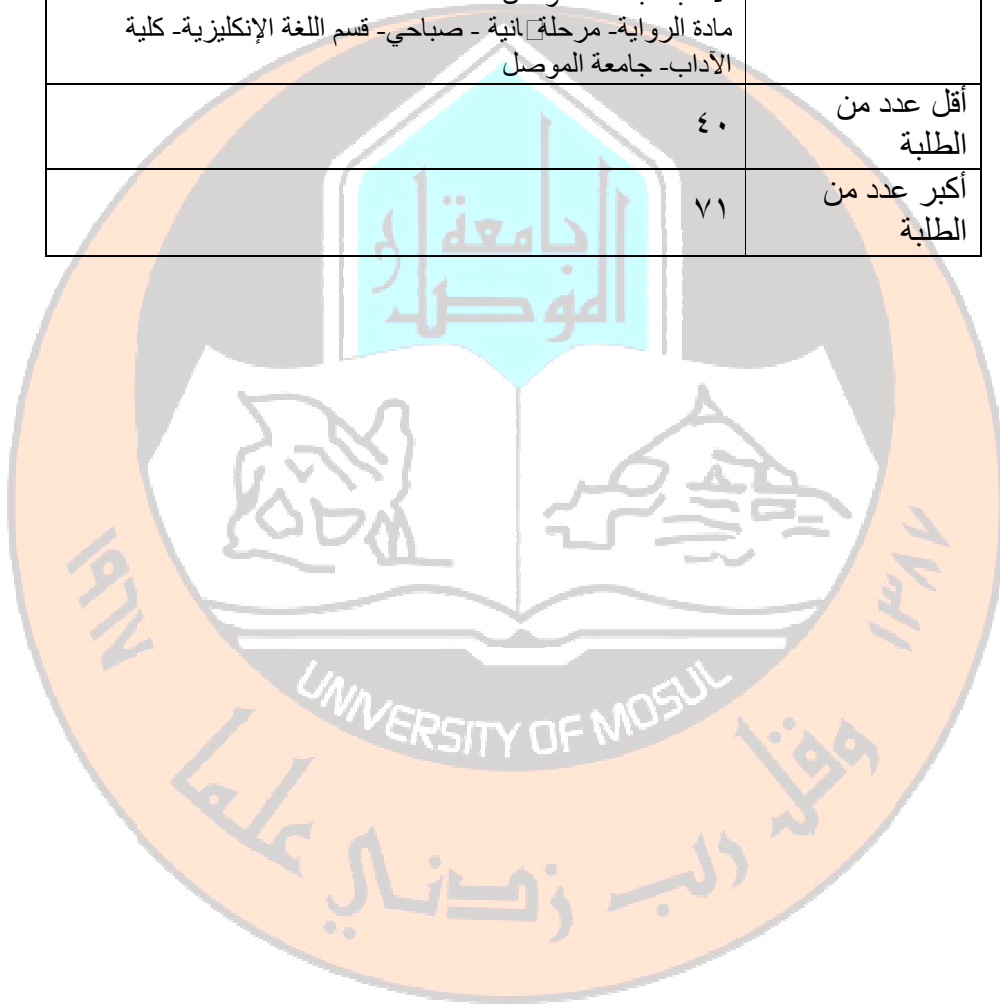 مادة الرواية- مرحلة انية - صباحي- قسم اللغة الإنكليزية- كلية
الآداب- جامعة الموصل
أقل عدد من
الطلبة
٤٠
أكبر عدد من
الطلبة
٧١
جامعة
الموصل
١٩٦٧
١٣٨٧
UNIVERSITY OF MOSUL
وقل رب زدني علما